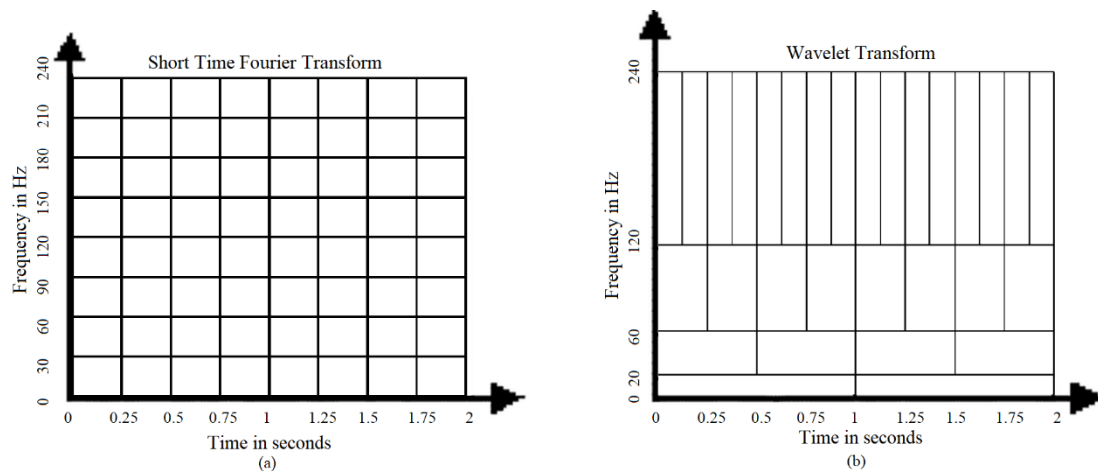 Short Time Fourier Transform
240
210
180
150
120
90
60
30
0
Frequency in Hz
0 0.25 0.5 0.75 1 1.25 1.5 1.75 2
Time in seconds
(a)
Wavelet Transform
240
120
60
20
0
Frequency in Hz
0 0.25 0.5 0.75 1 1.25 1.5 1.75 2
Time in seconds
(b)